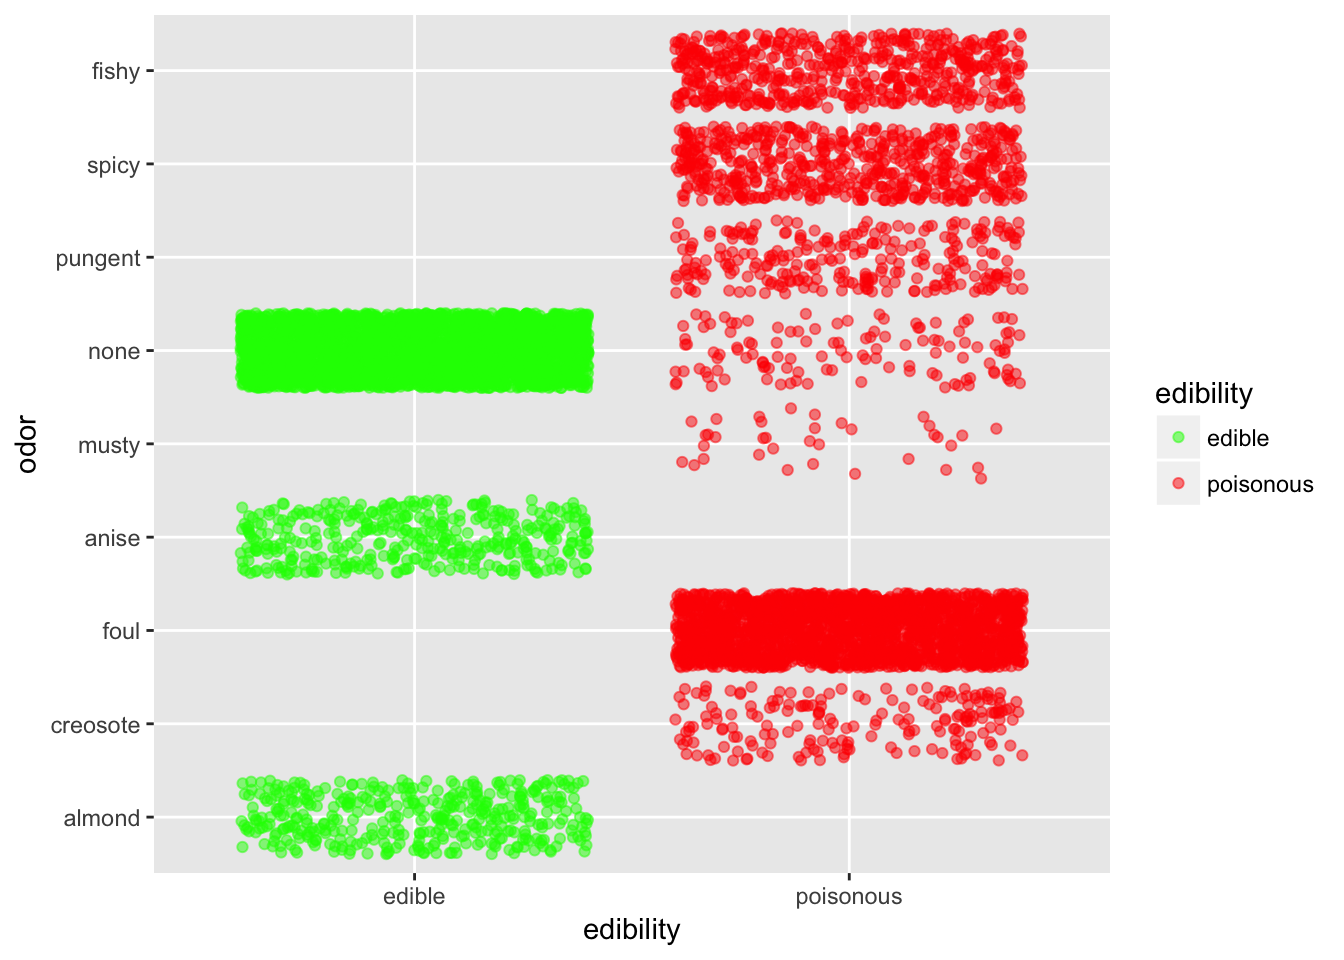 fishy
spicy
pungent
none
musty
anise
foul
creosote
almond
odor
edible
poisonous
edibility
edibility
edible
poisonous